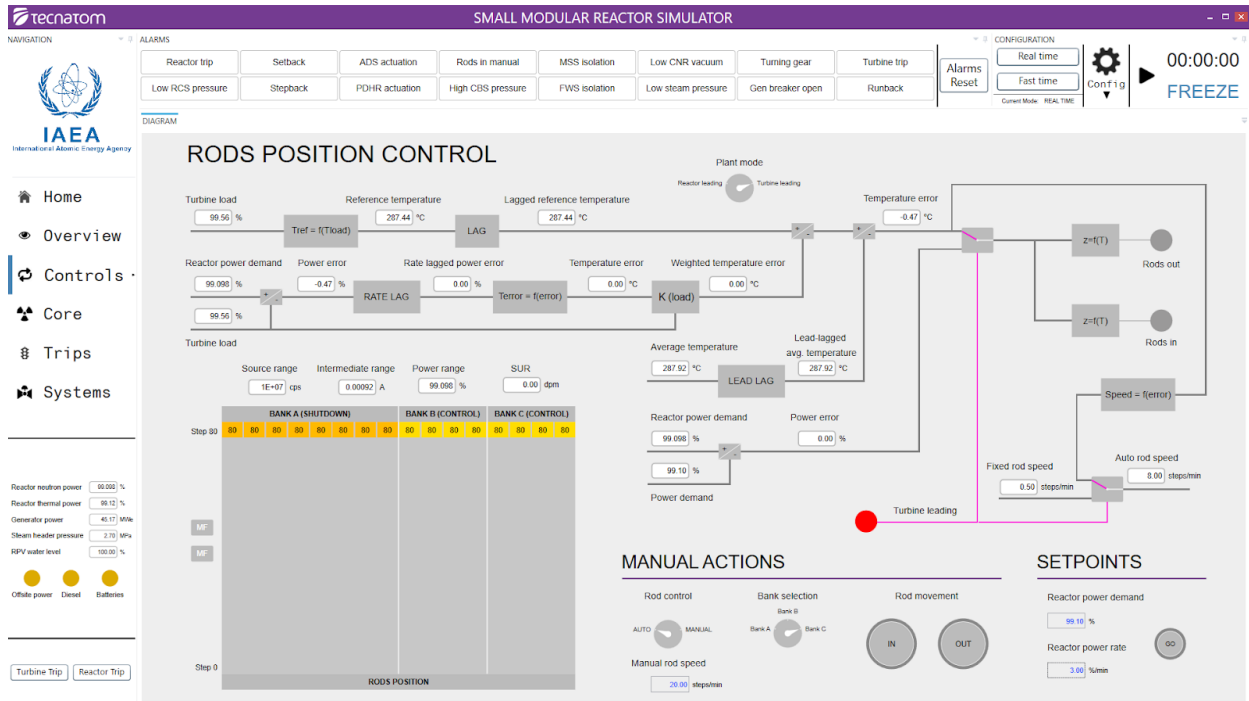 tecnatom
SMALL MODULAR REACTOR SIMULATOR
NAVIGATION
ALARMS
CONFIGURATION
Reactor trip
Setback
ADS actuation
Rods in manual
MSS isolation
Low CNR vacuum
Turning gear
Turbine trip
Low RCS pressure
Stepback
PDHR actuation
High CBS pressure
FWS isolation
Low steam pressure
Gen breaker open
Runback
Alarms
Reset
Real time
Fast time
Current Mode: REAL TIME
Config
00:00:00
FREEZE
IAEA
International Atomic Energy Agency
Home
Overview
Controls
Core
Trips
Systems
Reactor neutron power 99.098 %
Reactor thermal power 99.12 %
Generator power 45.17 MWe
Steam header pressure 2.70 MPa
RPV water level 100.00 %
Offsite power Diesel Batteries
Turbine Trip Reactor Trip
DIAGRAM
RODS POSITION CONTROL
Plant mode
Reactor leading Turbine leading
Turbine load
99.56 %
Tref = f(Tload)
Reference temperature
287.44 °C
LAG
Lagged reference temperature
287.44 °C
+ -
+ -
Temperature error
-0.47 °C
z=f(T)
Rods out
Reactor power demand
99.098 %
+ -
99.56 %
Turbine load
Power error
-0.47 %
RATE LAG
Rate lagged power error
0.00 %
Terror = f(error)
Temperature error
0.00 °C
K (load)
Weighted temperature error
0.00 °C
z=f(T)
Rods in
Average temperature
287.92 °C
LEAD LAG
Lead-lagged
avg. temperature
287.92 °C
Speed = f(error)
Reactor power demand
99.098 %
+ -
99.10 %
Power demand
Power error
0.00 %
Fixed rod speed
0.50 steps/min
Auto rod speed
8.00 steps/min
Turbine leading
Source range
1E+07 cps
Intermediate range
0.00092 A
Power range
99.098 %
SUR
0.00 dpm
BANK A (SHUTDOWN) BANK B (CONTROL) BANK C (CONTROL)
Step 80 80 80 80 80 80 80 80 80 80 80 80 80 80 80 80 80
MF
MF
Step 0
RODS POSITION
MANUAL ACTIONS
Rod control
AUTO MANUAL
Manual rod speed
20.00 steps/min
Bank selection
Bank B
Bank A Bank C
Rod movement
IN OUT
SETPOINTS
Reactor power demand
99.10 %
Reactor power rate
3.00 %/min
GO